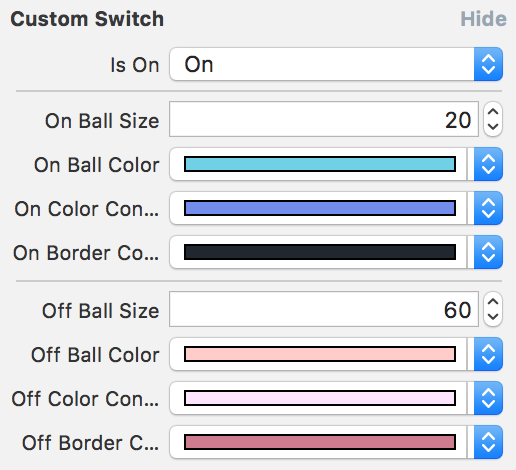 Custom Switch Hide
Is On On
On Ball Size 20
On Ball Color
On Color Con...
On Border Co...
Off Ball Size 60
Off Ball Color
Off Color Con...
Off Border C...